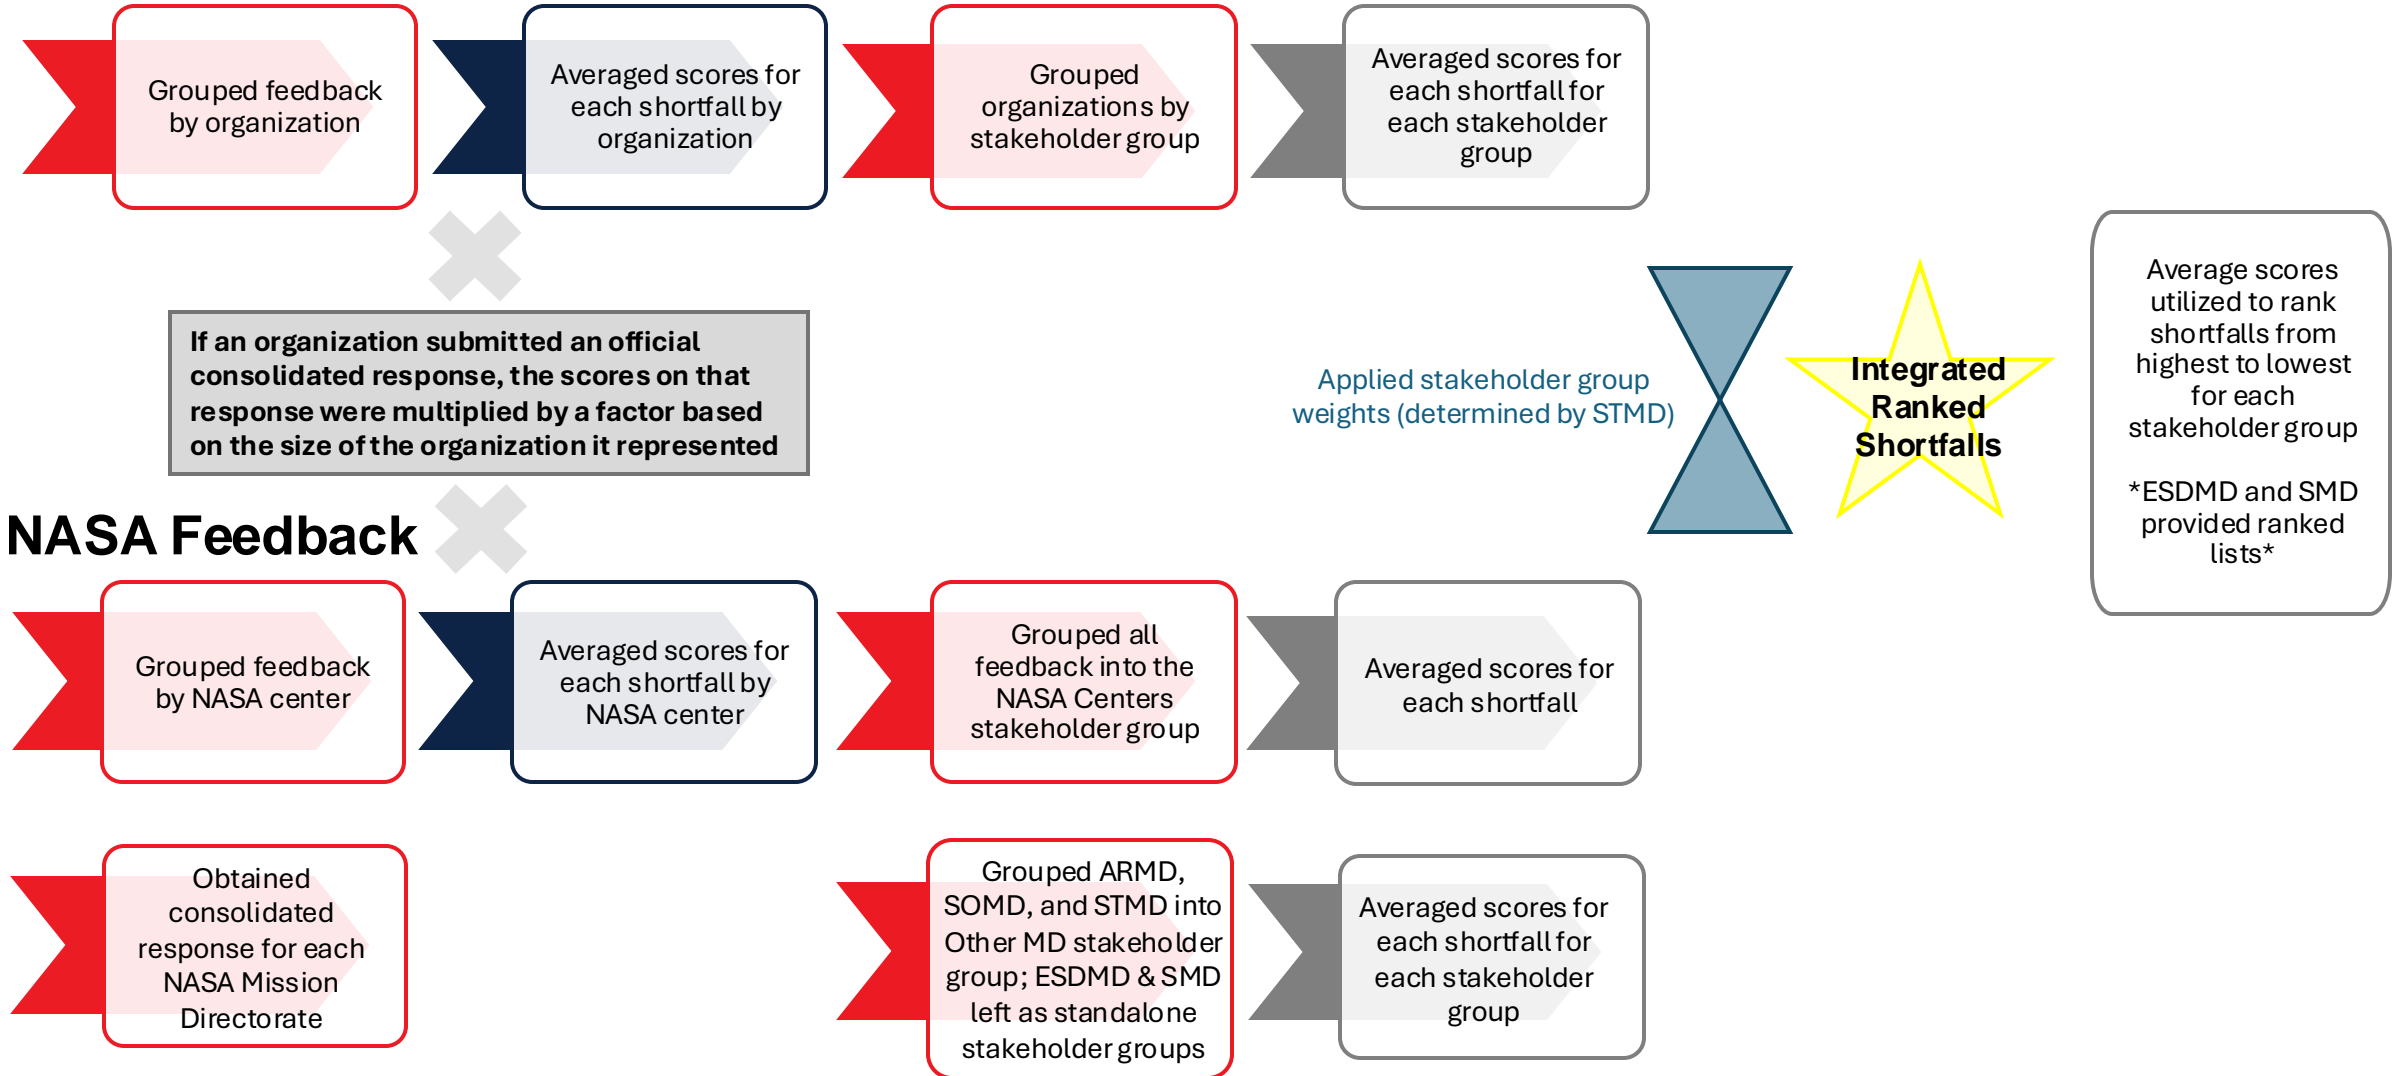 Grouped feedback
by organization
Averaged scores for
each shortfall by
organization
Grouped
organizations by
stakeholder group
Averaged scores for
each shortfall for
each stakeholder
group
If an organization submitted an official
consolidated response, the scores on that
response were multiplied by a factor based
on the size of the organization it represented
Applied stakeholder group
weights (determined by STMD)
Integrated
Ranked
Shortfalls
Average scores
utilized to rank
shortfalls from
highest to lowest
for each
stakeholder group
*ESDMD and SMD
provided ranked
lists*
NASA Feedback
Grouped feedback
by NASA center
Averaged scores for
each shortfall by
NASA center
Grouped all
feedback into the
NASA Centers
stakeholder group
Averaged scores for
each shortfall
Obtained
consolidated
response for each
NASA Mission
Directorate
Grouped ARMD,
SOMD, and STMD into
Other MD stakeholder
group; ESDMD & SMD
left as standalone
stakeholder groups
Averaged scores for
each shortfall for
each stakeholder
group